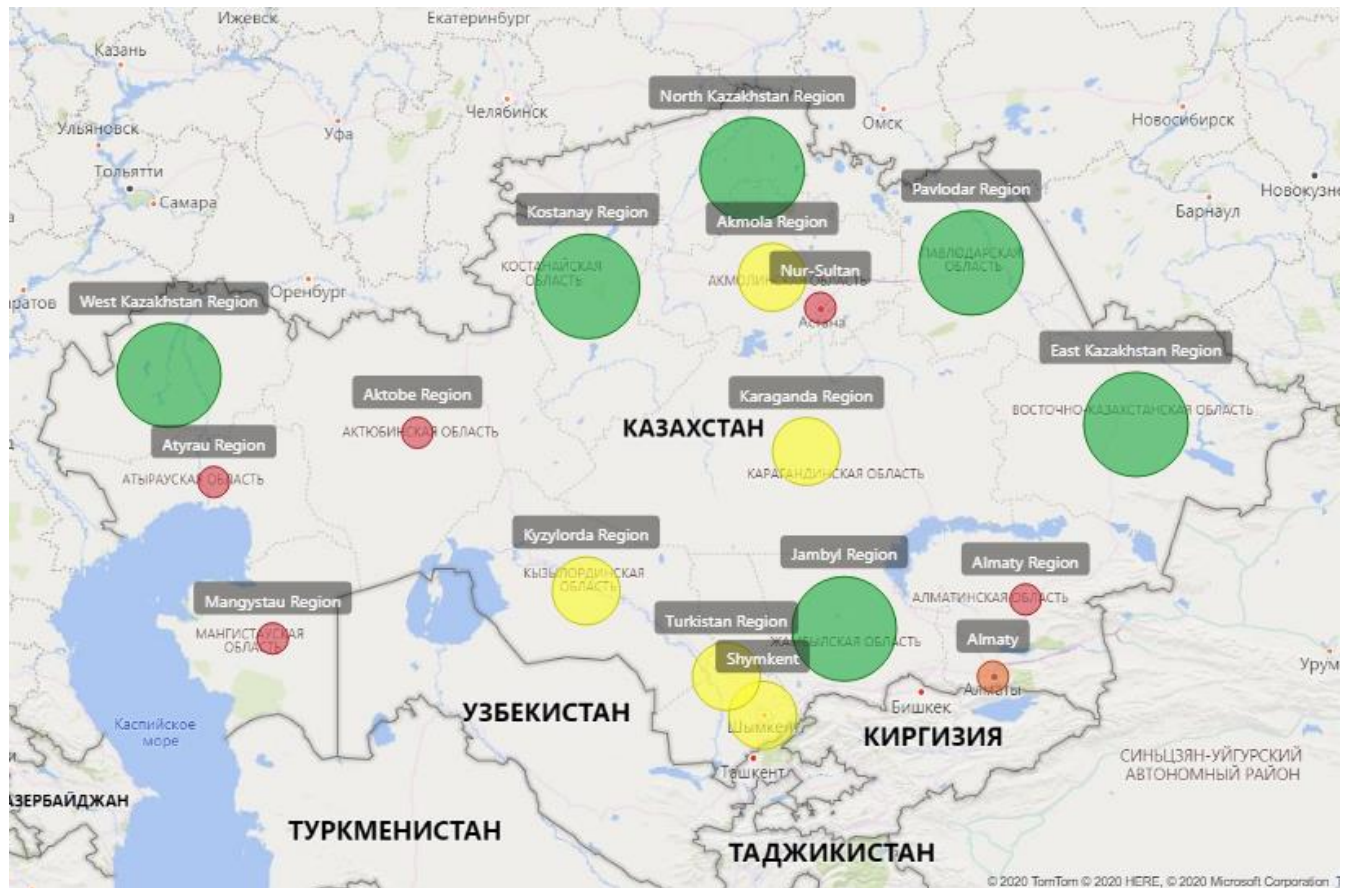 Ижевск
Екатеринбург
Казань
North Kazakhstan Region
Челябинск
Омск
Новосибирск
Ульяновск
Уфа
Тольятти
Самара
Pavlodar Region
Новокузне
Барнаул
Kostanay Region
Akmola Region
КОСТАНАЙСКАЯ
ОБЛАСТЬ
ПАВЛОДАРСКАЯ
ОБЛАСТЬ
Nur-Sultan
АКМОЛИНСКАЯ ОБЛАСТЬ
West Kazakhstan Region
Оренбург
аратов
Астана
East Kazakhstan Region
Aktobe Region
Karaganda Region
ВОСТОЧНО-КАЗАХСТАНСКАЯ ОБЛАСТЬ
КАЗАХСТАН
АКТЮБИНСКАЯ ОБЛАСТЬ
Atyrau Region
АТЫРАУСКАЯ ОБЛАСТЬ
КАРАГАНДИНСКАЯ ОБЛАСТЬ
Kyzylorda Region
Jambyl Region
Almaty Region
КЫЗЫЛОРДИНСКАЯ
ОБЛАСТЬ
АЛМАТИНСКАЯ ОБЛАСТЬ
Mangystau Region
МАНГИСТАУСКАЯ
ОБЛАСТЬ
Turkistan Region
ЖАМБЫЛСКАЯ ОБЛАСТЬ
Almaty
Shymkent
Урум
Алматы
Бишкек
УЗБЕКИСТАН
Шымкент
КИРГИЗИЯ
Каспийское
море
СИНЬЦЗЯН-УЙГУРСКИЙ
АВТОНОМНЫЙ РАЙОН
Ташкент
АЗЕРБАЙДЖАН
ТУРКМЕНИСТАН
ТАДЖИКИСТАН
© 2020 TomTom © 2020 HERE, © 2020 Microsoft Corporation